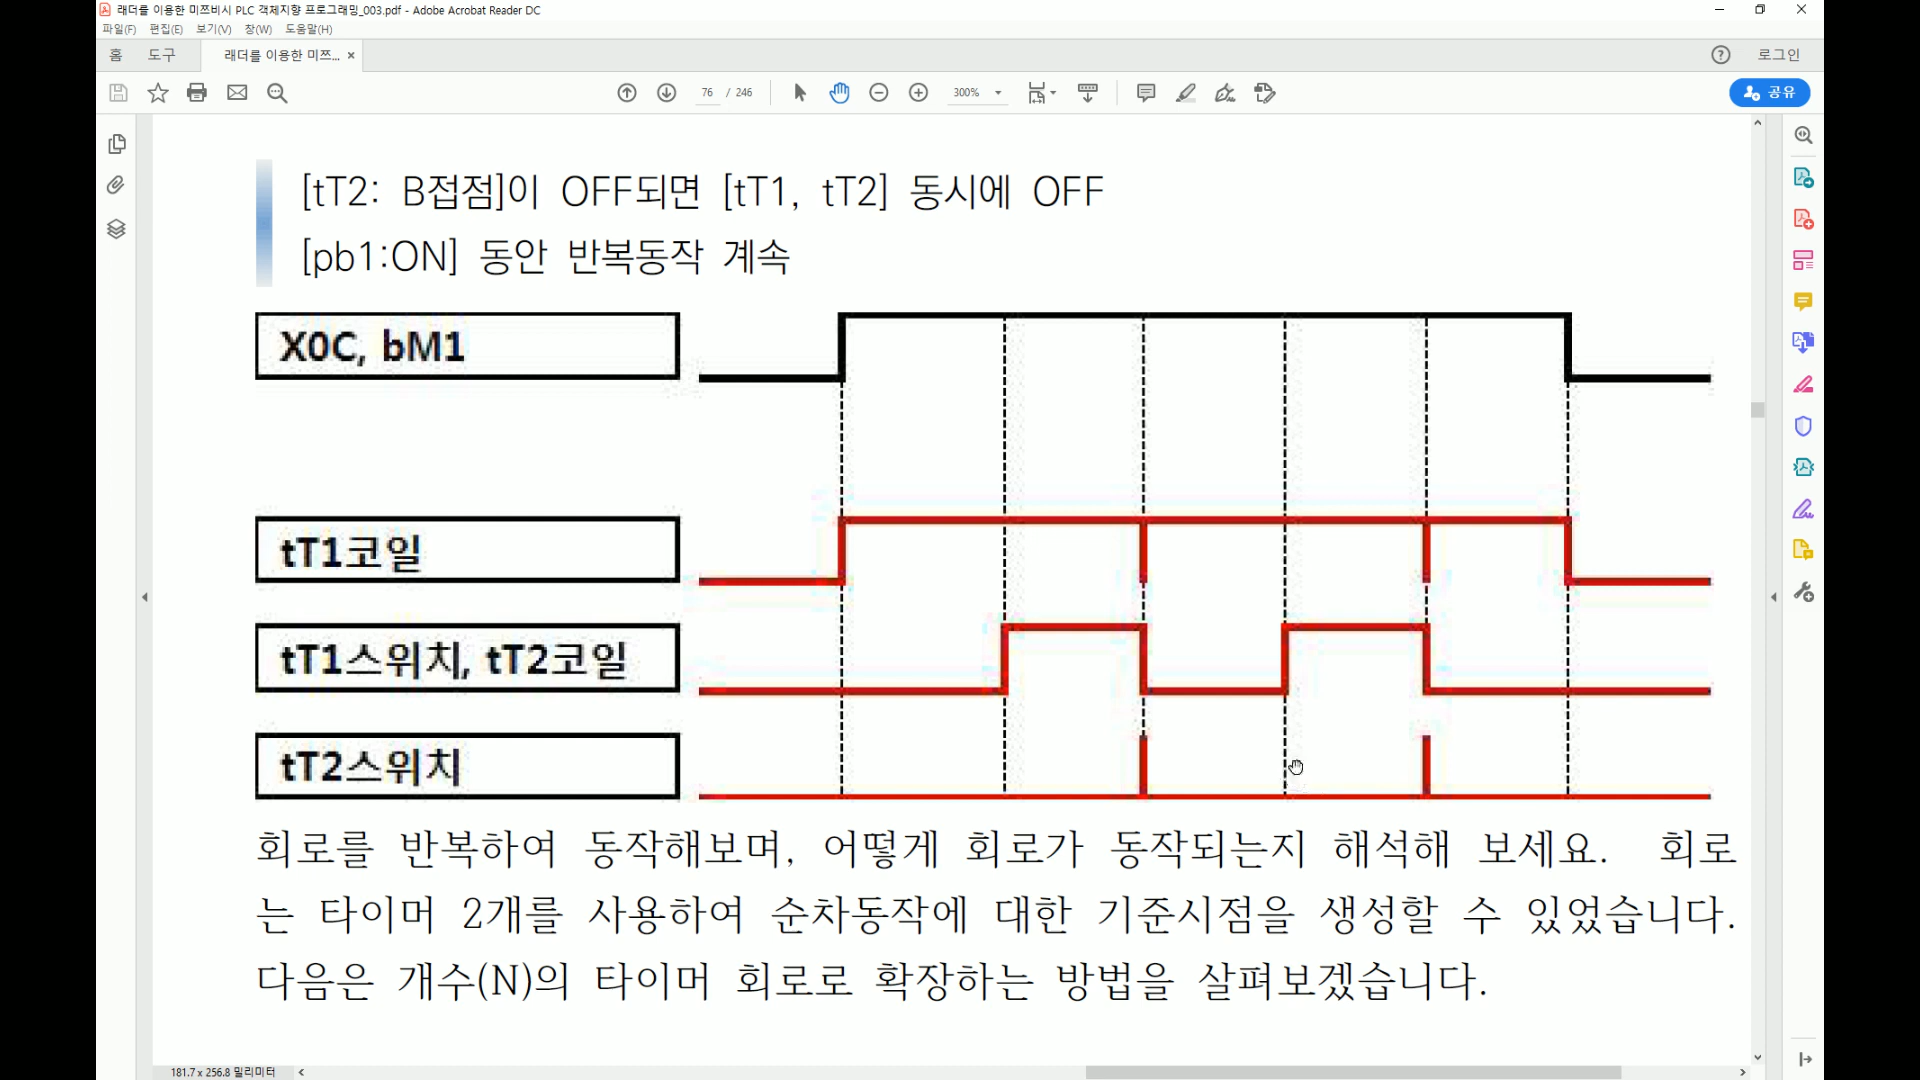 래더를 이용한 미쯔비시 PLC 객체지향 프로그래밍_003.pdf - Adobe Acrobat Reader DC
파일(F) 편집(E) 보기(V) 창(W) 도움말(H)
홈 도구 래더를 이용한 미쯔... × 로그인
76 / 246 300% 공유
[tT2: B접점]이 OFF되면 [tT1, tT2] 동시에 OFF
[pb1:ON] 동안 반복동작 계속
X0C, bM1
tT1코일
tT1스위치, tT2코일
tT2스위치
회로를 반복하여 동작해보며, 어떻게 회로가 동작되는지 해석해 보세요. 회로
는 타이머 2개를 사용하여 순차동작에 대한 기준시점을 생성할 수 있었습니다.
다음은 개수(N)의 타이머 회로로 확장하는 방법을 살펴보겠습니다.
181.7 x 256.8 밀리미터